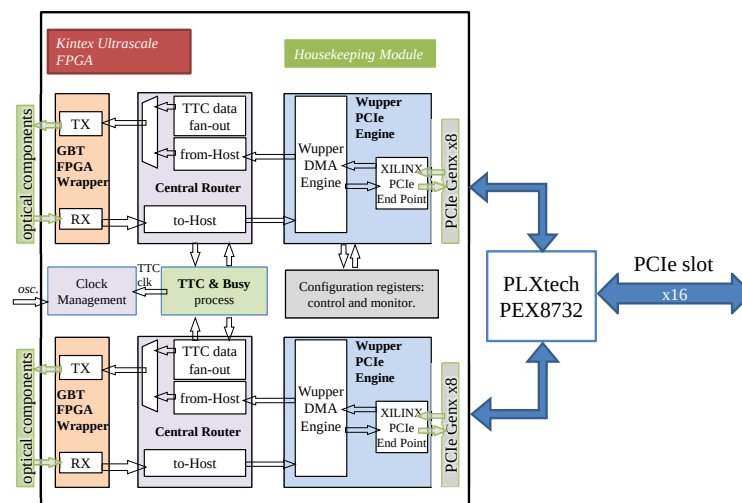 Kintex Ultrascale
FPGA
Housekeeping Module
optical components
TX
GBT
FPGA
Wrapper
RX
TTC data
fan-out
from-Host
Central Router
to-Host
Wupper
DMA
Engine
Wupper
PCIe
Engine
XILINX
PCIe
End Point
PCIe Genx x8
osc.
Clock
Management
TTC
clk
TTC & Busy
process
Configuration registers:
control and monitor.
PLXtech
PEX8732
PCIe slot
x16
optical components
TX
GBT
FPGA
Wrapper
RX
TTC data
fan-out
from-Host
Central Router
to-Host
Wupper
DMA
Engine
Wupper
PCIe
Engine
XILINX
PCIe
End Point
PCIe Genx x8